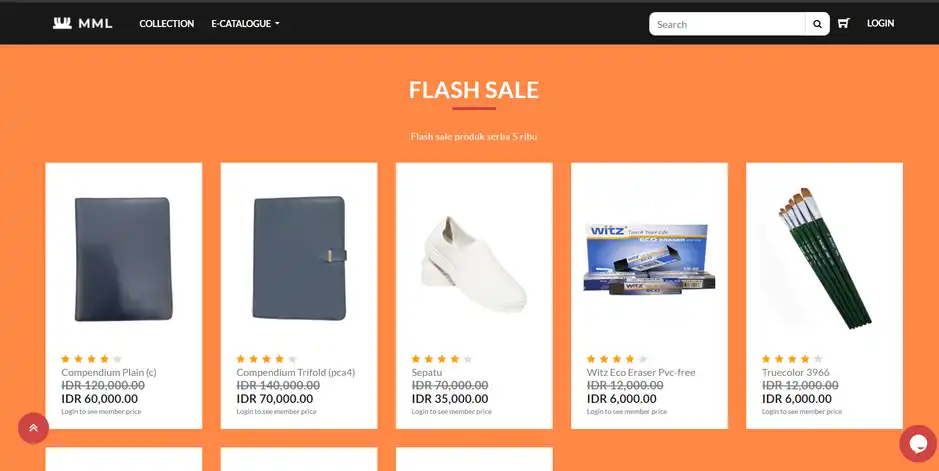 MML COLLECTION E-CATALOGUE Search LOGIN
FLASH SALE
Flash sale produk serba 5 ribu
witz Touch Your Life
ECO ERASER
witz
Compendium Plain (c)
IDR 120,000.00
IDR 60,000.00
Login to see member price
Compendium Trifold (pca4)
IDR 140,000.00
IDR 70,000.00
Login to see member price
Sepatu
IDR 70,000.00
IDR 35,000.00
Login to see member price
Witz Eco Eraser Pvc-free
IDR 12,000.00
IDR 6,000.00
Login to see member price
Truecolor 3966
IDR 12,000.00
IDR 6,000.00
Login to see member price